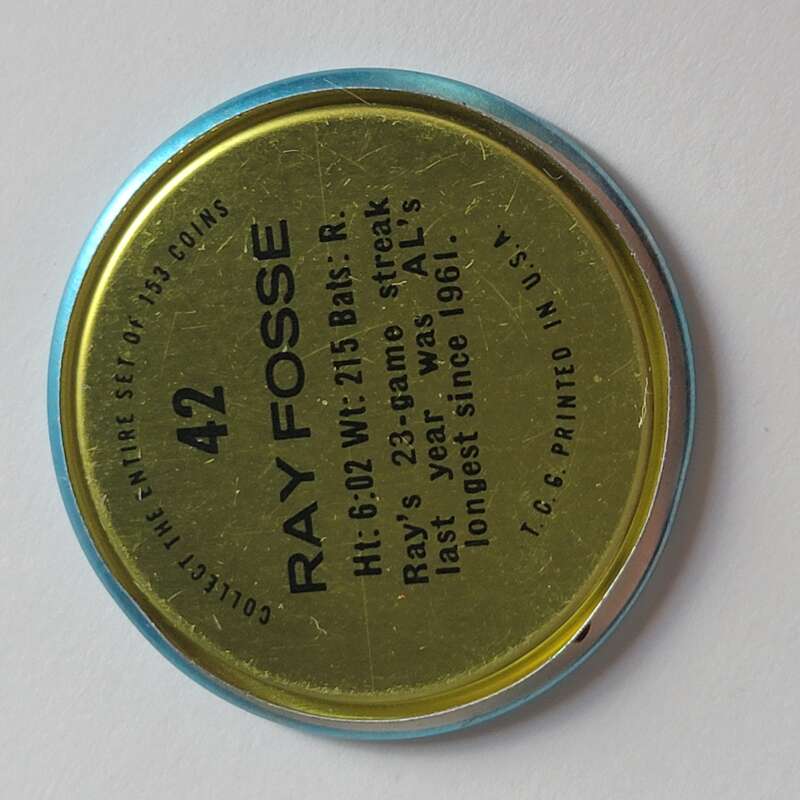 COLLECT THE ENTIRE SET OF 153 COINS
42
RAY FOSSE
Ht: 6:02 Wt: 215 Bats: R.
Ray's 23-game streak
last year was AL's
longest since 1961.
T. C. G. PRINTED IN U.S.A.